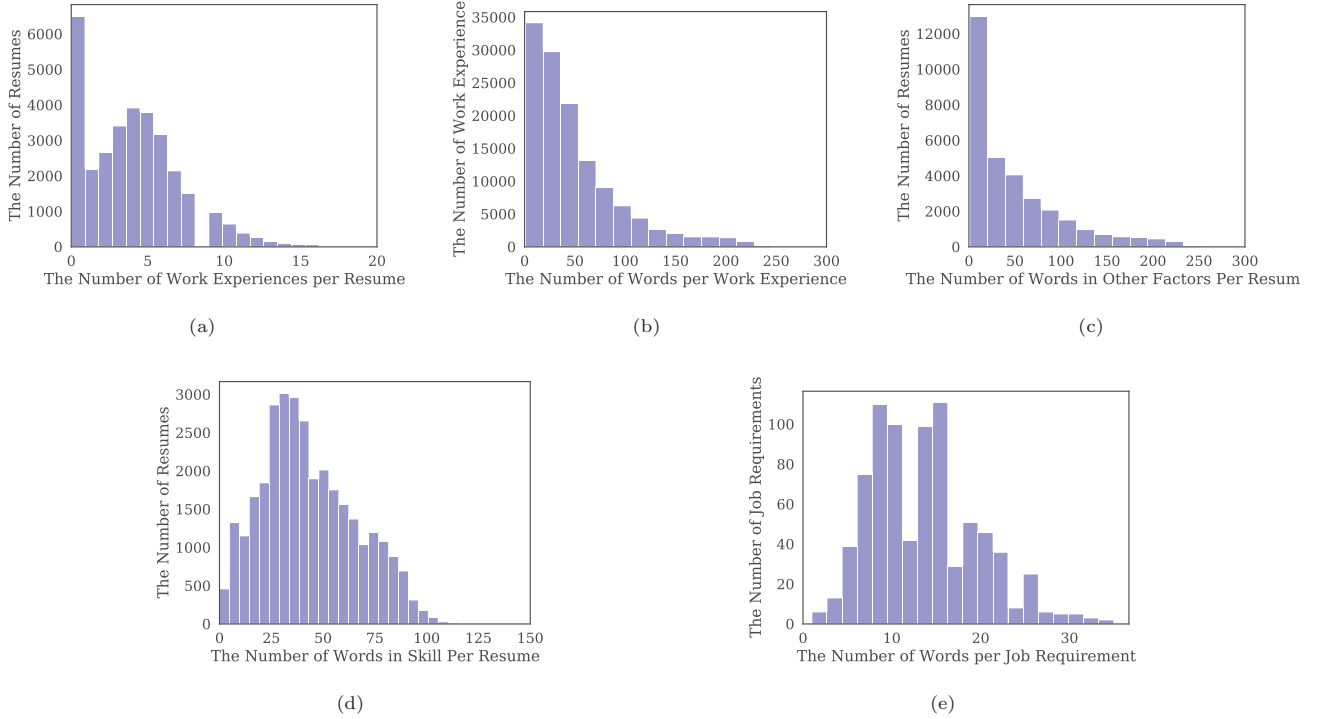 The Number of Resumes
6000
5000
4000
3000
2000
1000
0
0 5 10 15 20
The Number of Work Experiences per Resume
(a)
The Number of Work Experience
35000
30000
25000
20000
15000
10000
5000
0
0 50 100 150 200 250 300
The Number of Words per Work Experience
(b)
The Number of Resumes
12000
10000
8000
6000
4000
2000
0
0 50 100 150 200 250 300
The Number of Words in Other Factors Per Resum
(c)
The Number of Resumes
3000
2500
2000
1500
1000
500
0
0 25 50 75 100 125 150
The Number of Words in Skill Per Resume
(d)
The Number of Job Requirements
100
80
60
40
20
0
0 10 20 30
The Number of Words per Job Requirement
(e)